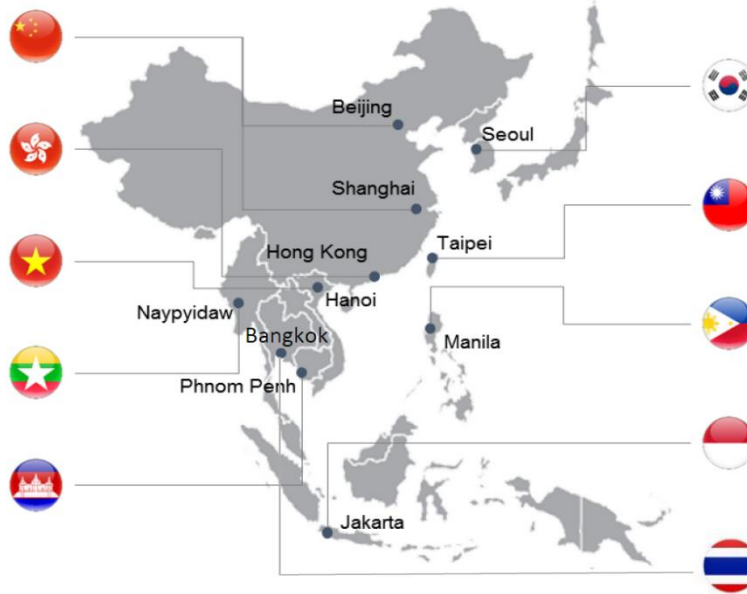 Beijing
Seoul
Shanghai
Taipei
Hong Kong
Hanoi
Naypyidaw
Bangkok
Manila
Phnom Penh
Jakarta